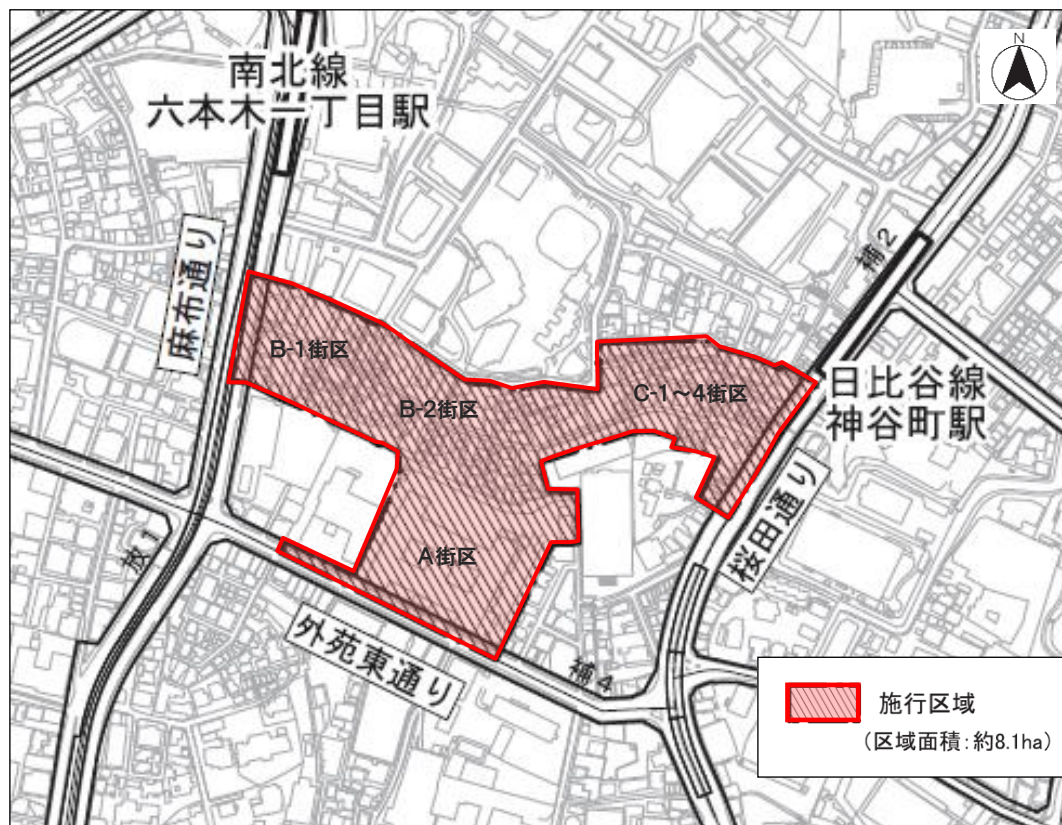 N
南北線
六本木一丁目駅
麻布通り
補2
B-1街区
B-2街区
C-1～4街区
日比谷線
神谷町駅
桜田通り
放1
A街区
外苑東通り
補4
施行区域
（区域面積：約8.1ha）